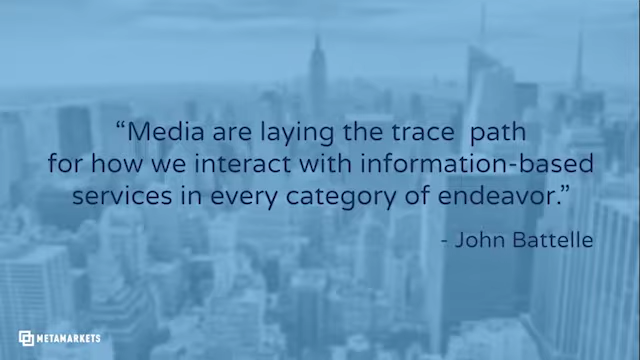 “Media are laying the trace path
for how we interact with information-based
services in every category of endeavor.”
- John Battelle
METAMARKETS